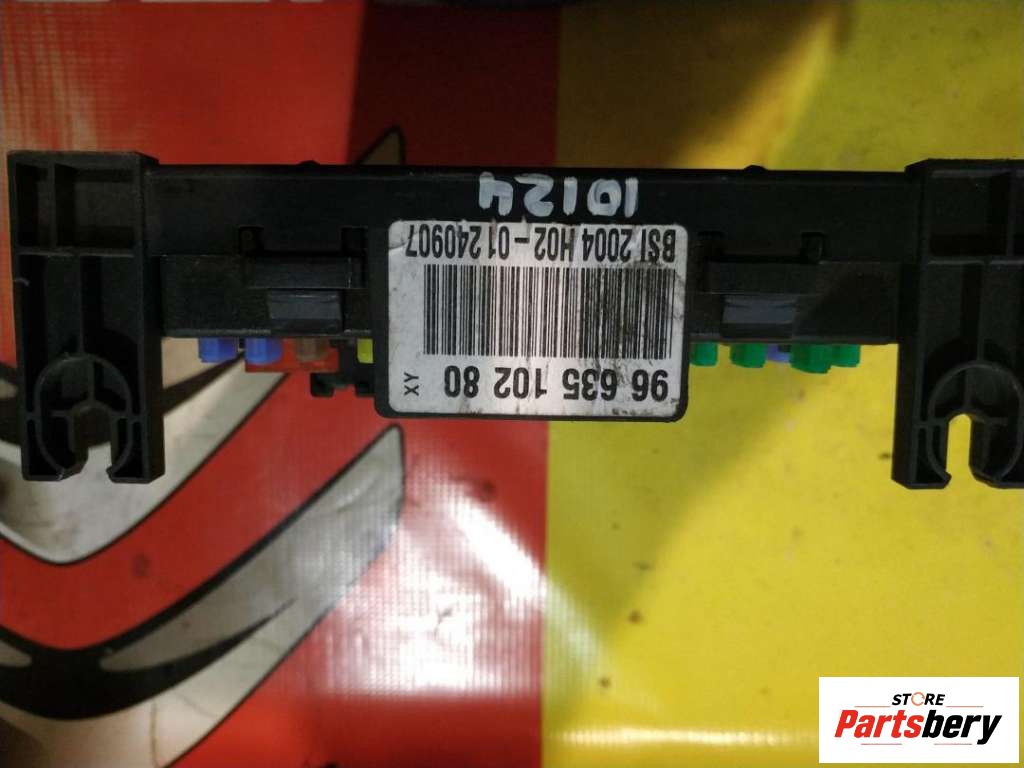 10124
BSI 2004 H02-01 240907
96 635 102 80
XY
STORE
Partsbery